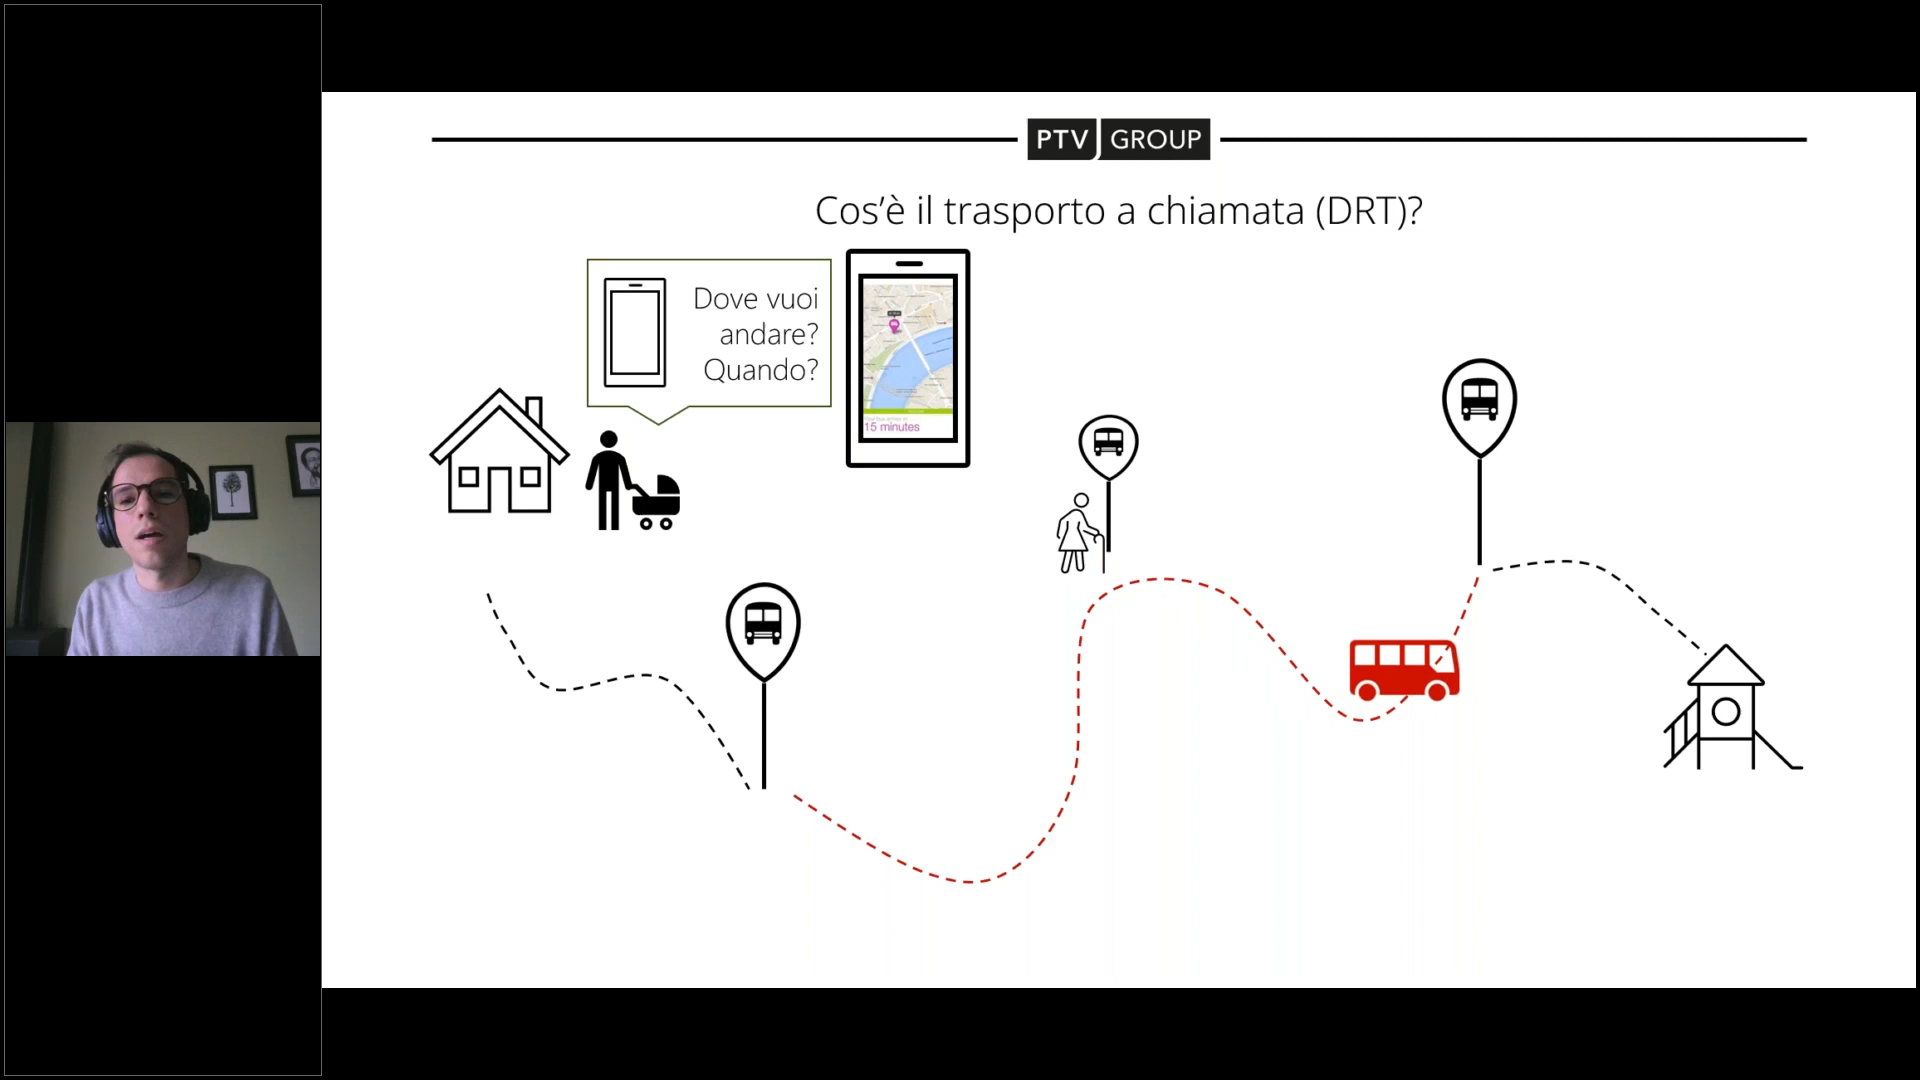 PTV GROUP
Cos'è il trasporto a chiamata (DRT)?
Dove vuoi
andare?
Quando?
15 minutes